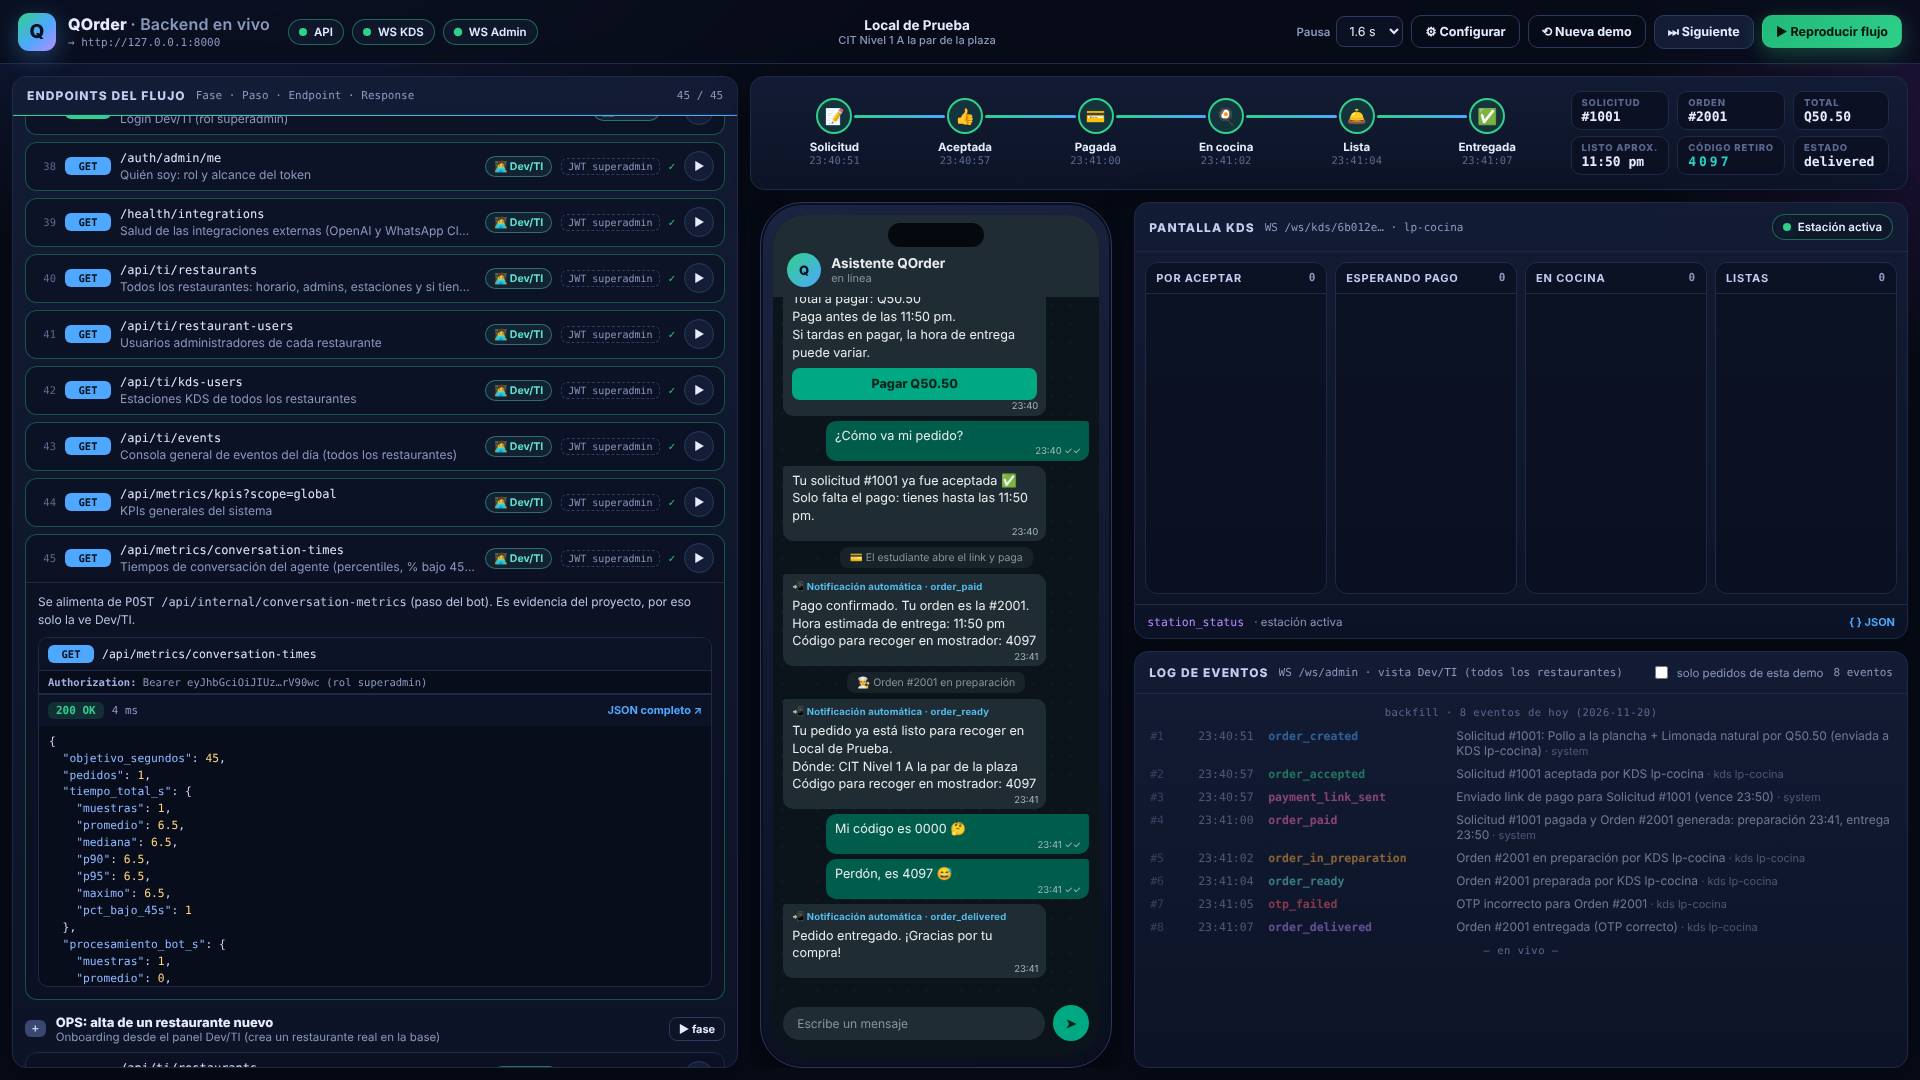 Q
QOrder · Backend en vivo
→ http://127.0.0.1:8000
API
WS KDS
WS Admin
Local de Prueba
CIT Nivel 1 A la par de la plaza
Pausa
1.6 s
⚙ Configurar
⟲ Nueva demo
⏭ Siguiente
▶ Reproducir flujo
ENDPOINTS DEL FLUJO
Fase · Paso · Endpoint · Response
45 / 45
Login Dev/TI (rol superadmin)
38 GET /auth/admin/me
Quién soy: rol y alcance del token
Dev/TI JWT superadmin ✓ ▶
39 GET /health/integrations
Salud de las integraciones externas (OpenAI y WhatsApp Cl...
Dev/TI JWT superadmin ✓ ▶
40 GET /api/ti/restaurants
Todos los restaurantes: horario, admins, estaciones y si tien...
Dev/TI JWT superadmin ✓ ▶
41 GET /api/ti/restaurant-users
Usuarios administradores de cada restaurante
Dev/TI JWT superadmin ✓ ▶
42 GET /api/ti/kds-users
Estaciones KDS de todos los restaurantes
Dev/TI JWT superadmin ✓ ▶
43 GET /api/ti/events
Consola general de eventos del día (todos los restaurantes)
Dev/TI JWT superadmin ✓ ▶
44 GET /api/metrics/kpis?scope=global
KPIs generales del sistema
Dev/TI JWT superadmin ✓ ▶
45 GET /api/metrics/conversation-times
Tiempos de conversación del agente (percentiles, % bajo 45...
Dev/TI JWT superadmin ✓ ▶
Se alimenta de POST /api/internal/conversation-metrics (paso del bot). Es evidencia del proyecto, por eso
solo la ve Dev/TI.
GET /api/metrics/conversation-times
Authorization: Bearer eyJhbGciOiJIUz…rV90wc (rol superadmin)
200 OK 4 ms
JSON completo ↗
{
"objetivo_segundos": 45,
"pedidos": 1,
"tiempo_total_s": {
"muestras": 1,
"promedio": 6.5,
"mediana": 6.5,
"p90": 6.5,
"p95": 6.5,
"maximo": 6.5,
"pct_bajo_45s": 1
},
"procesamiento_bot_s": {
"muestras": 1,
"promedio": 0,
+ OPS: alta de un restaurante nuevo
Onboarding desde el panel Dev/TI (crea un restaurante real en la base)
▶ fase
/api/ti/restaurants
Solicitud
23:40:51
Aceptada
23:40:57
Pagada
23:41:00
En cocina
23:41:02
Lista
23:41:04
Entregada
23:41:07
SOLICITUD
#1001
ORDEN
#2001
TOTAL
Q50.50
LISTO APROX.
11:50 pm
CÓDIGO RETIRO
4097
ESTADO
delivered
Q
Asistente QOrder
en línea
Total a pagar: Q50.50
Paga antes de las 11:50 pm.
Si tardas en pagar, la hora de entrega
puede variar.
Pagar Q50.50
23:40
¿Cómo va mi pedido?
23:40 ✓✓
Tu solicitud #1001 ya fue aceptada ✅
Solo falta el pago: tienes hasta las 11:50
pm.
23:40
💳 El estudiante abre el link y paga
📲 Notificación automática · order_paid
Pago confirmado. Tu orden es la #2001.
Hora estimada de entrega: 11:50 pm
Código para recoger en mostrador: 4097
23:41
Orden #2001 en preparación
📲 Notificación automática · order_ready
Tu pedido ya está listo para recoger en
Local de Prueba.
Dónde: CIT Nivel 1 A la par de la plaza
Código para recoger en mostrador: 4097
23:41
Mi código es 0000 🤔
23:41 ✓✓
Perdón, es 4097 😅
23:41 ✓✓
📲 Notificación automática · order_delivered
Pedido entregado. ¡Gracias por tu
compra!
23:41
Escribe un mensaje
➤
PANTALLA KDS
WS /ws/kds/6b012e… · lp-cocina
Estación activa
POR ACEPTAR 0
ESPERANDO PAGO 0
EN COCINA 0
LISTAS 0
station_status · estación activa
{ } JSON
LOG DE EVENTOS
WS /ws/admin · vista Dev/TI (todos los restaurantes)
solo pedidos de esta demo
8 eventos
backfill · 8 eventos de hoy (2026-11-20)
#1 23:40:51 order_created Solicitud #1001: Pollo a la plancha + Limonada natural por Q50.50 (enviada a
KDS lp-cocina) · system
#2 23:40:57 order_accepted Solicitud #1001 aceptada por KDS lp-cocina · kds lp-cocina
#3 23:40:57 payment_link_sent Enviado link de pago para Solicitud #1001 (vence 23:50) · system
#4 23:41:00 order_paid Solicitud #1001 pagada y Orden #2001 generada: preparación 23:41, entrega
23:50 · system
#5 23:41:02 order_in_preparation Orden #2001 en preparación por KDS lp-cocina · kds lp-cocina
#6 23:41:04 order_ready Orden #2001 preparada por KDS lp-cocina · kds lp-cocina
#7 23:41:05 otp_failed OTP incorrecto para Orden #2001 · kds lp-cocina
#8 23:41:07 order_delivered Orden #2001 entregada (OTP correcto) · kds lp-cocina
— en vivo —